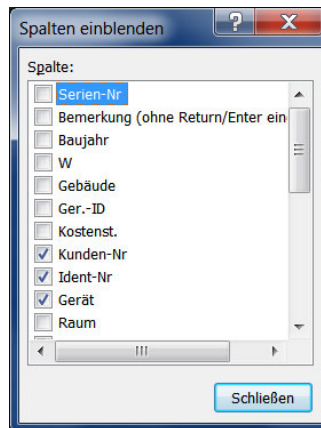 Spalten einblenden
Spalte:
Serien-Nr
Bemerkung (ohne Return/Enter ein
Baujahr
W
Gebäude
Ger.-ID
Kostenst.
Kunden-Nr
Ident-Nr
Gerät
Raum
Schließen